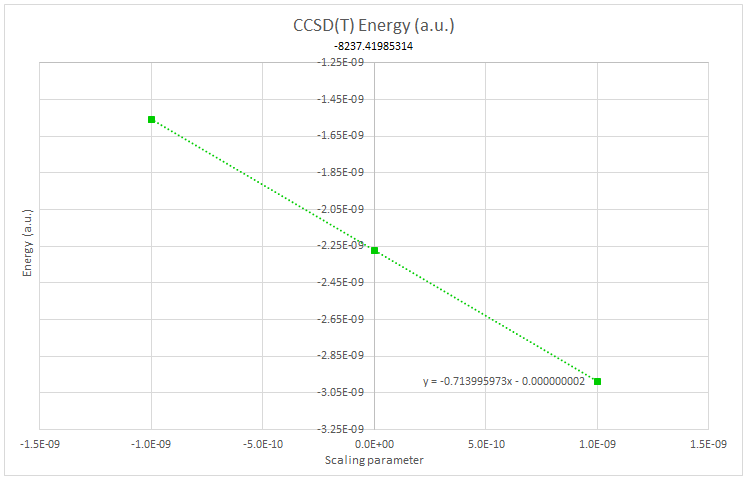 CCSD(T) Energy (a.u.)
-8237.41985314
-1.25E-09
-1.45E-09
-1.65E-09
-1.85E-09
-2.05E-09
-2.25E-09
-2.45E-09
-2.65E-09
-2.85E-09
-3.05E-09
-3.25E-09
Energy (a.u.)
y = -0.713995973x - 0.000000002
-1.5E-09 -1.0E-09 -5.0E-10 0.0E+00 5.0E-10 1.0E-09 1.5E-09
Scaling parameter